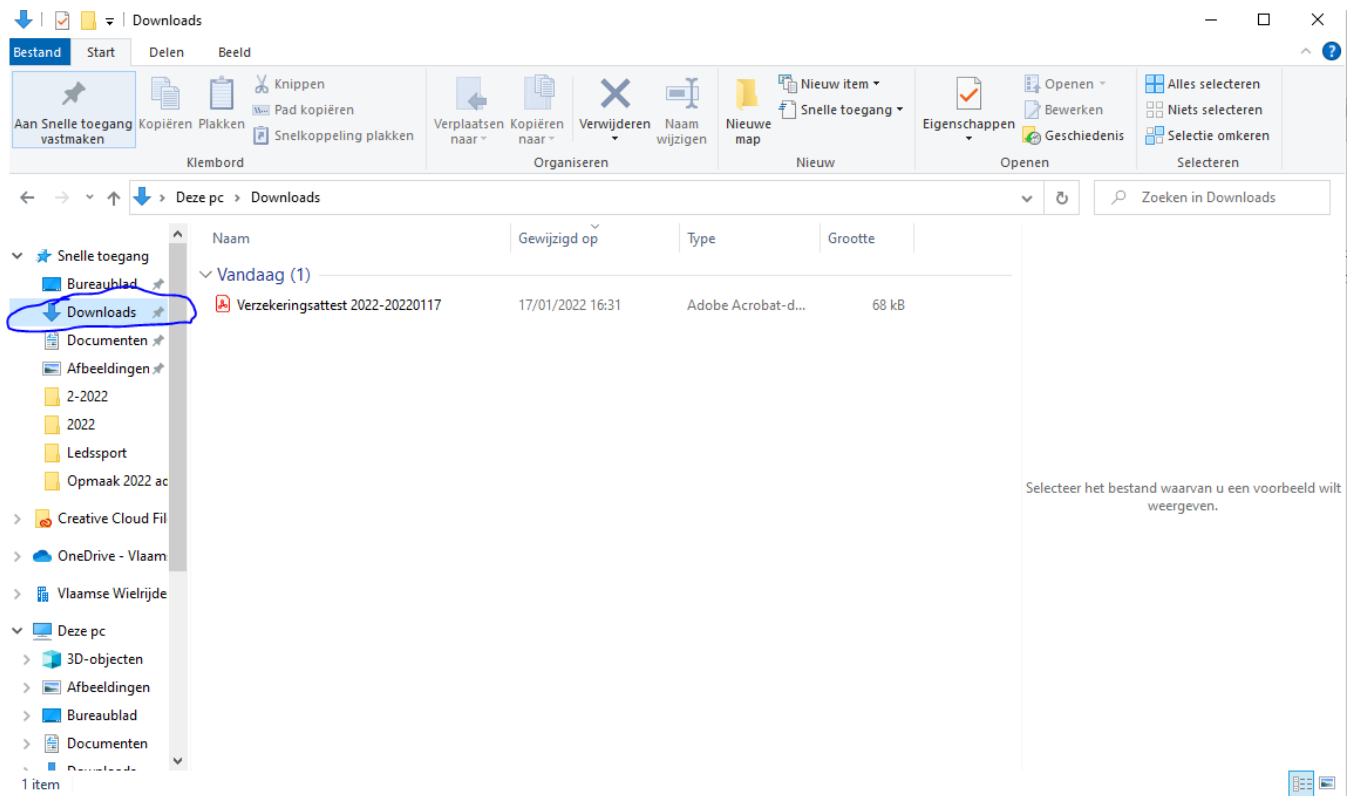 Downloads
Bestand Start Delen Beeld
Aan Snelle toegang vastmaken
Kopiëren
Plakken
Knippen
Pad kopiëren
Snelkoppeling plakken
Klembord
Verplaatsen naar
Kopiëren naar
Verwijderen
Naam wijzigen
Organiseren
Nieuwe map
Nieuw item
Snelle toegang
Nieuw
Eigenschappen
Openen
Bewerken
Geschiedenis
Openen
Alles selecteren
Niets selecteren
Selectie omkeren
Selecteren
Deze pc > Downloads
Zoeken in Downloads
Snelle toegang
Bureaublad
Downloads
Documenten
Afbeeldingen
2-2022
2022
Ledssport
Opmaak 2022 ac
Creative Cloud Fil
OneDrive - Vlaam
Vlaamse Wielrijde
Deze pc
3D-objecten
Afbeeldingen
Bureaublad
Documenten
Downloads
Naam Gewijzigd op Type Grootte
Vandaag (1)
Verzekeringsattest 2022-20220117 17/01/2022 16:31 Adobe Acrobat-d... 68 kB
Selecteer het bestand waarvan u een voorbeeld wilt
weergeven.
1 item